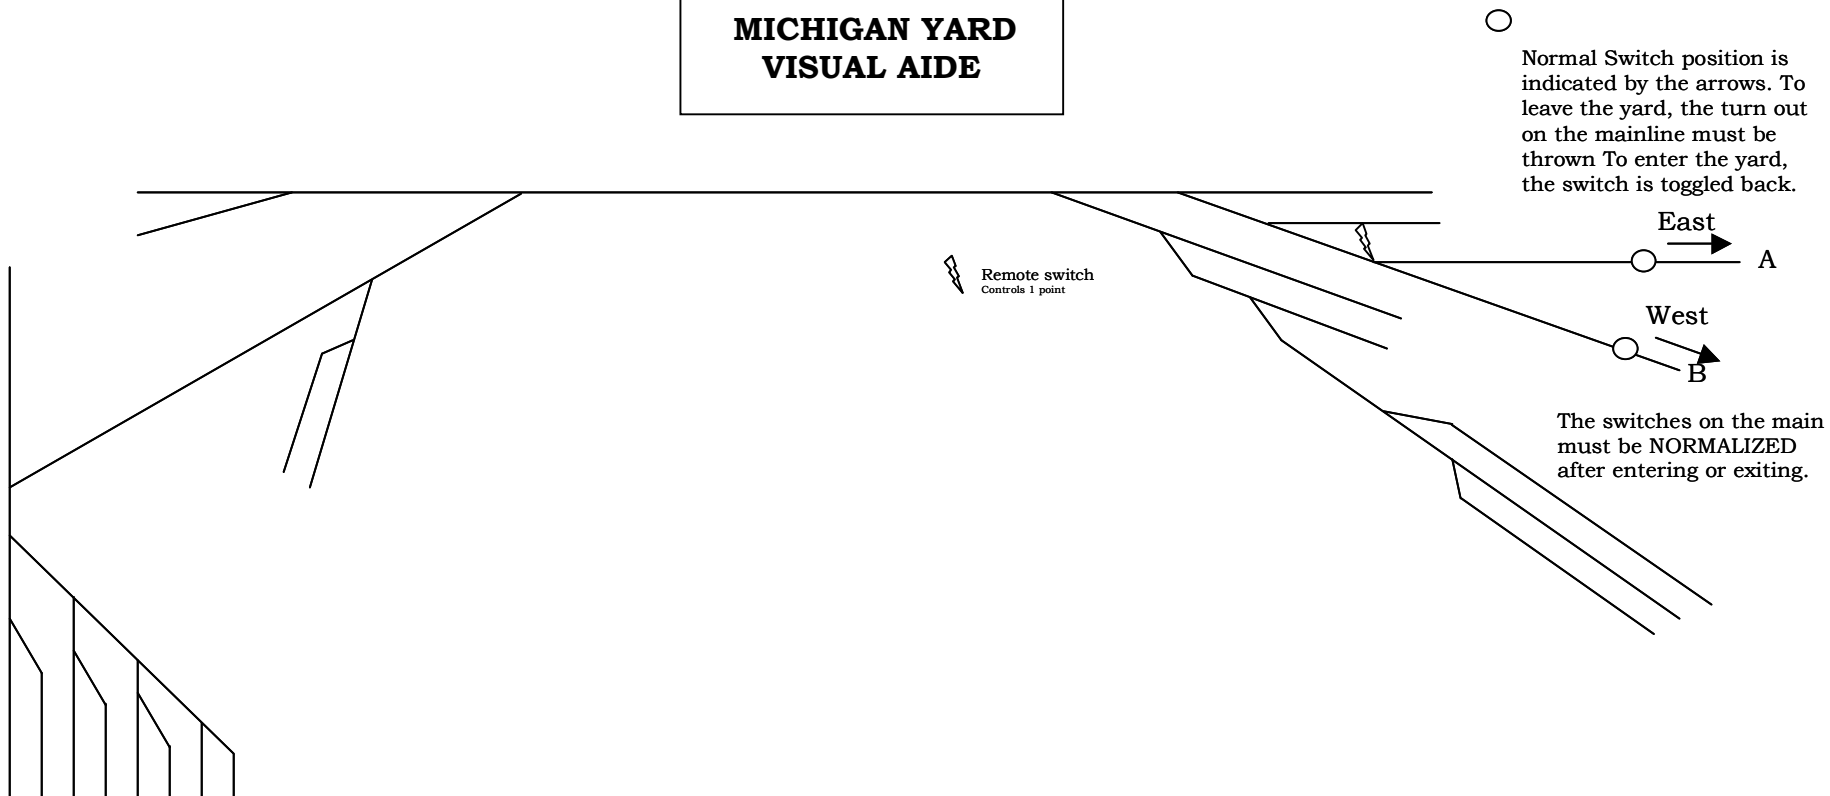 MICHIGAN YARD
VISUAL AIDE
Normal Switch position is
indicated by the arrows. To
leave the yard, the turn out
on the mainline must be
thrown To enter the yard,
the switch is toggled back.
East
A
Remote switch
Controls 1 point
West
B
The switches on the main
must be NORMALIZED
after entering or exiting.